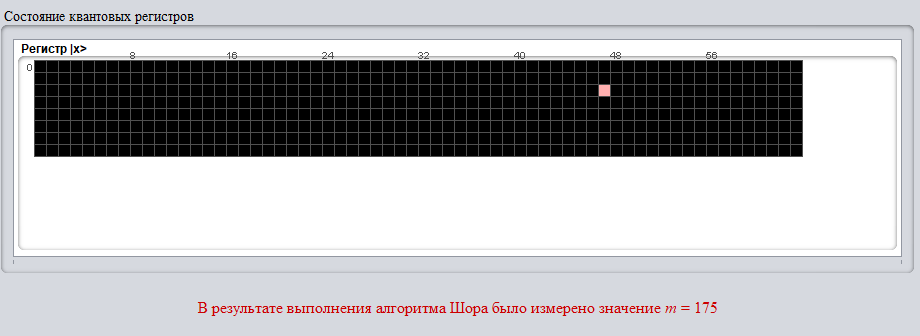 Состояние квантовых регистров
Регистр |x>
8 16 24 32 40 48 56
0
В результате выполнения алгоритма Шора было измерено значение m = 175